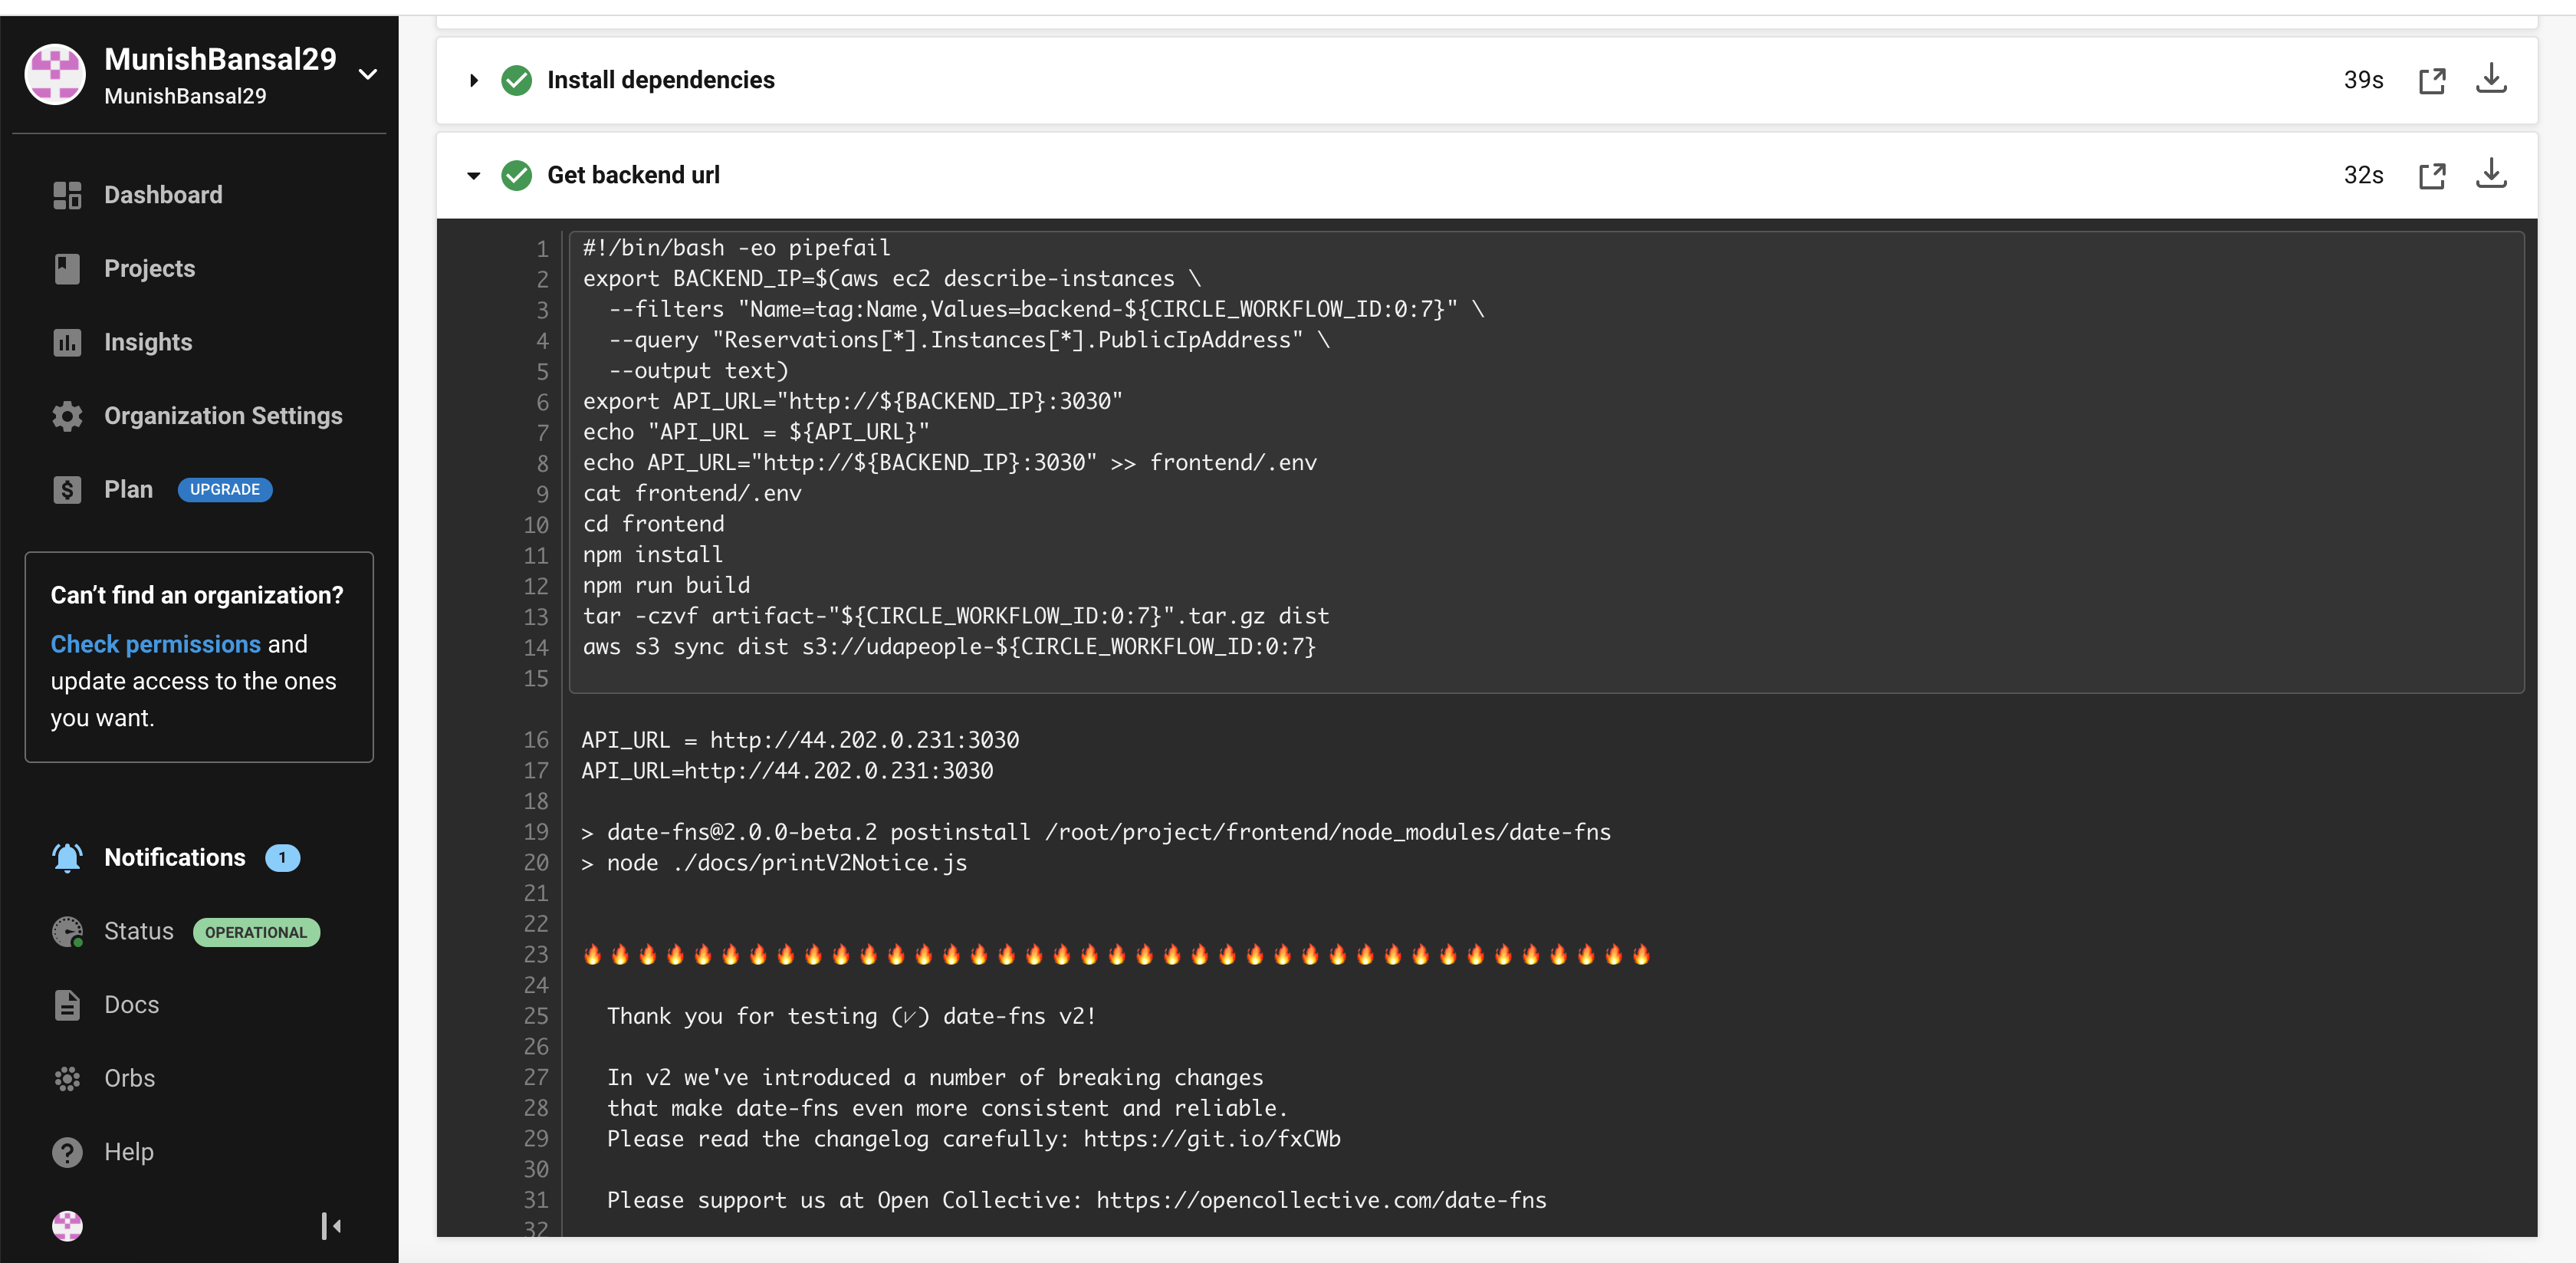 MunishBansal29
MunishBansal29
Dashboard
Projects
Insights
Organization Settings
Plan UPGRADE
Can’t find an organization?
Check permissions and
update access to the ones
you want.
Notifications 1
Status OPERATIONAL
Docs
Orbs
Help
Install dependencies 39s
Get backend url 32s
1 #!/bin/bash -eo pipefail
2 export BACKEND_IP=$(aws ec2 describe-instances \
3   --filters "Name=tag:Name,Values=backend-${CIRCLE_WORKFLOW_ID:0:7}" \
4   --query "Reservations[*].Instances[*].PublicIpAddress" \
5   --output text)
6 export API_URL="http://${BACKEND_IP}:3030"
7 echo "API_URL = ${API_URL}"
8 echo API_URL="http://${BACKEND_IP}:3030" >> frontend/.env
9 cat frontend/.env
10 cd frontend
11 npm install
12 npm run build
13 tar -czvf artifact-"${CIRCLE_WORKFLOW_ID:0:7}".tar.gz dist
14 aws s3 sync dist s3://udapeople-${CIRCLE_WORKFLOW_ID:0:7}
15
16 API_URL = http://44.202.0.231:3030
17 API_URL=http://44.202.0.231:3030
18
19 > date-fns@2.0.0-beta.2 postinstall /root/project/frontend/node_modules/date-fns
20 > node ./docs/printV2Notice.js
21
22
23 🔥🔥🔥🔥🔥🔥🔥🔥🔥🔥🔥🔥🔥🔥🔥🔥🔥🔥🔥🔥🔥🔥🔥🔥🔥🔥🔥🔥🔥🔥🔥🔥🔥🔥🔥🔥🔥🔥🔥
24
25   Thank you for testing (✓) date-fns v2!
26
27   In v2 we've introduced a number of breaking changes
28   that make date-fns even more consistent and reliable.
29   Please read the changelog carefully: https://git.io/fxCWb
30
31   Please support us at Open Collective: https://opencollective.com/date-fns
32